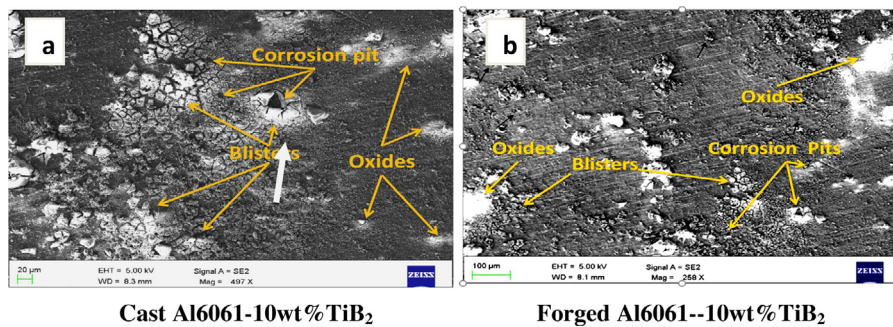 a
Corrosion pit
Blisters
Oxides
20 µm
EHT = 5.00 kV
WD = 8.3 mm
Signal A = SE2
Mag = 497 X
ZEISS
Cast Al6061-10wt%TiB₂
b
Oxides
Oxides
Blisters
Corrosion Pits
100 µm
EHT = 5.00 kV
WD = 8.1 mm
Signal A = SE2
Mag = 258 X
ZEISS
Forged Al6061--10wt%TiB₂